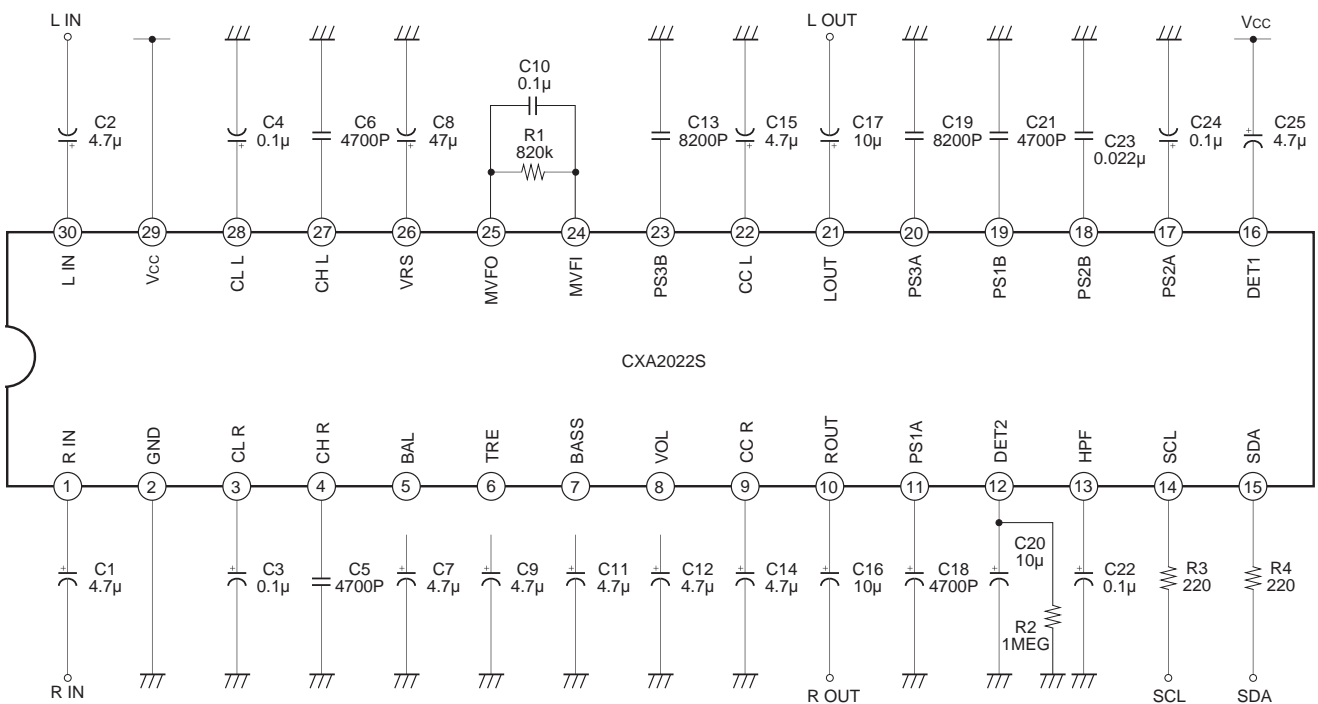 L IN
L OUT
Vcc
C2
4.7µ
C4
0.1µ
C6
4700P
C8
47µ
C10
0.1µ
R1
820k
C13
8200P
C15
4.7µ
C17
10µ
C19
8200P
C21
4700P
C23
0.022µ
C24
0.1µ
C25
4.7µ
+ + + + + + +
30 29 28 27 26 25 24 23 22 21 20 19 18 17 16
L IN
Vcc
CL L
CH L
VRS
MVFO
MVFI
PS3B
CC L
LOUT
PS3A
PS1B
PS2B
PS2A
DET1
CXA2022S
R IN
GND
CL R
CH R
BAL
TRE
BASS
VOL
CC R
ROUT
PS1A
DET2
HPF
SCL
SDA
1 2 3 4 5 6 7 8 9 10 11 12 13 14 15
+ + + + + + + + + + +
C1
4.7µ
C3
0.1µ
C5
4700P
C7
4.7µ
C9
4.7µ
C11
4.7µ
C12
4.7µ
C14
4.7µ
C16
10µ
C18
4700P
C20
10µ
R2
1MEG
C22
0.1µ
R3
220
R4
220
R IN
R OUT
SCL
SDA